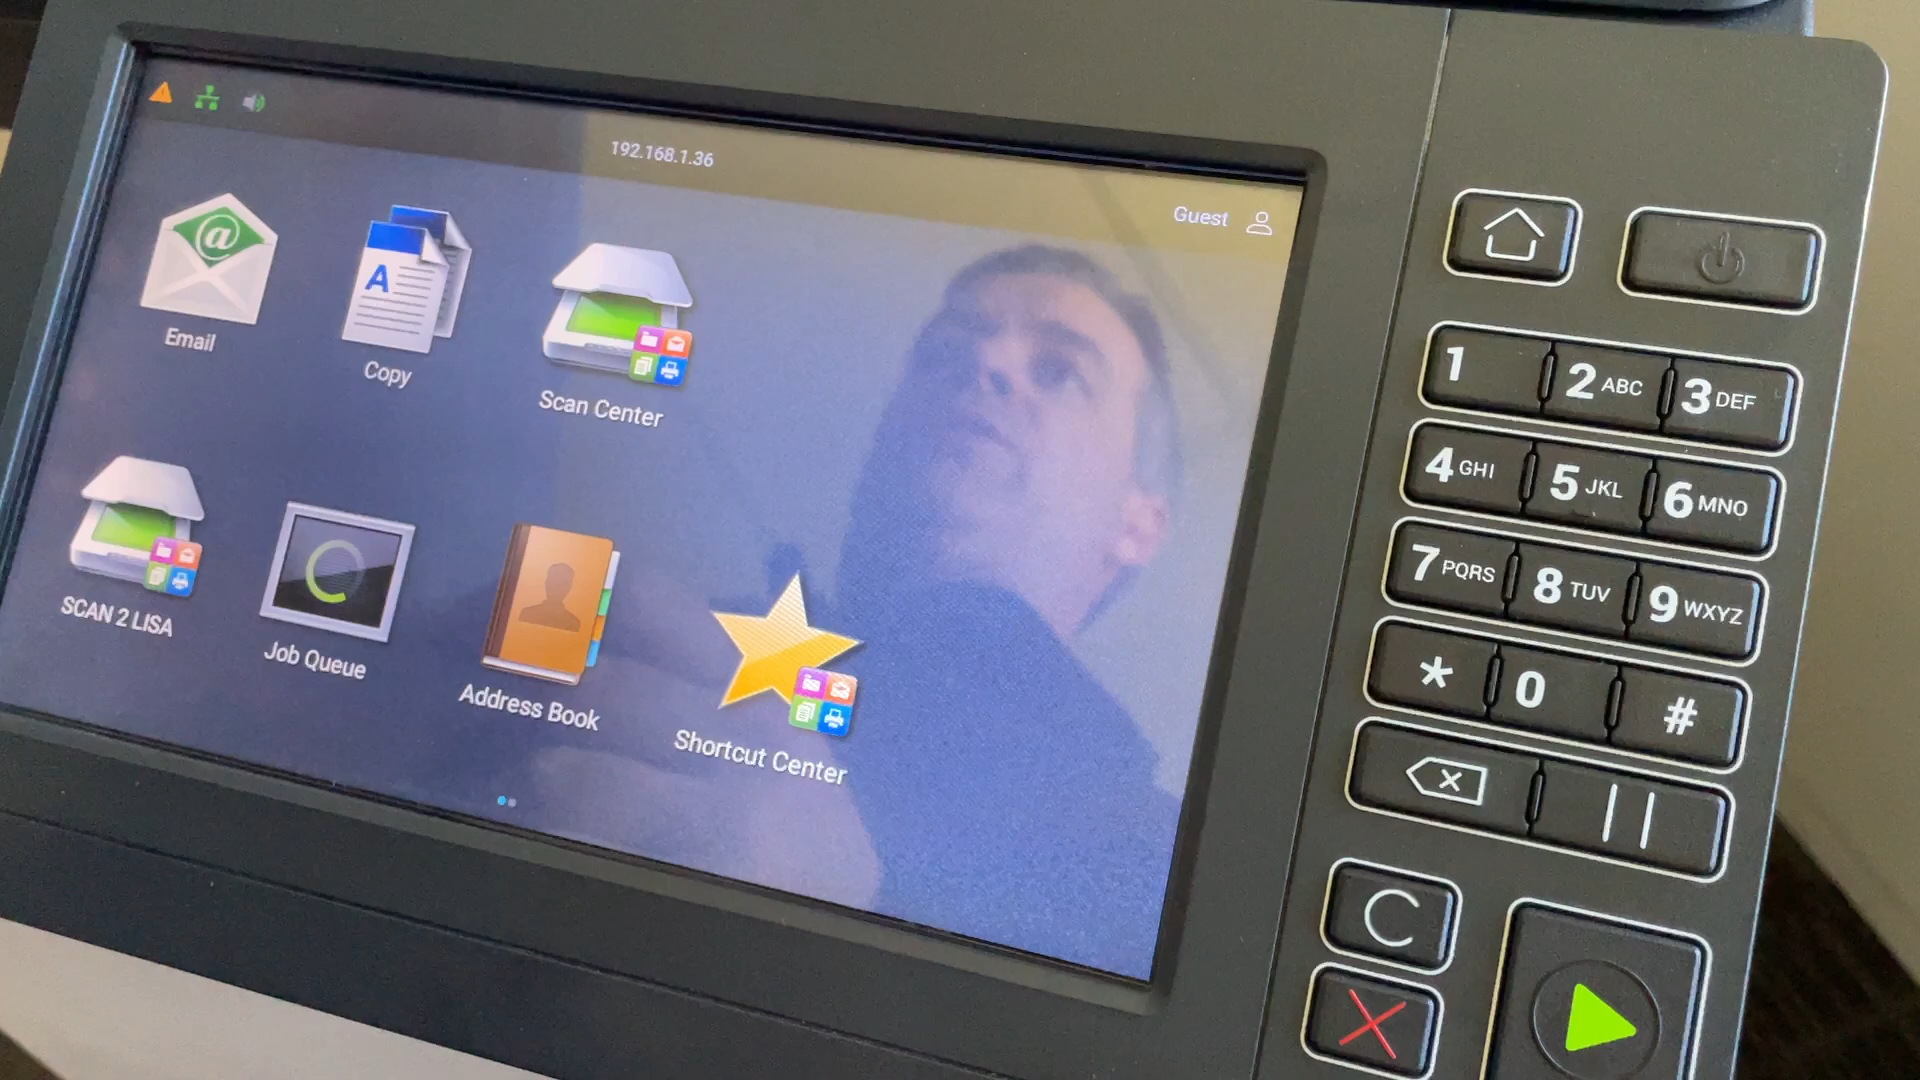 192.168.1.36
Guest
@
Email
A
Copy
Scan Center
SCAN 2 LISA
Job Queue
Address Book
Shortcut Center
1
2 ABC
3 DEF
4 GHI
5 JKL
6 MNO
7 PQRS
8 TUV
9 WXYZ
*
0
#
C